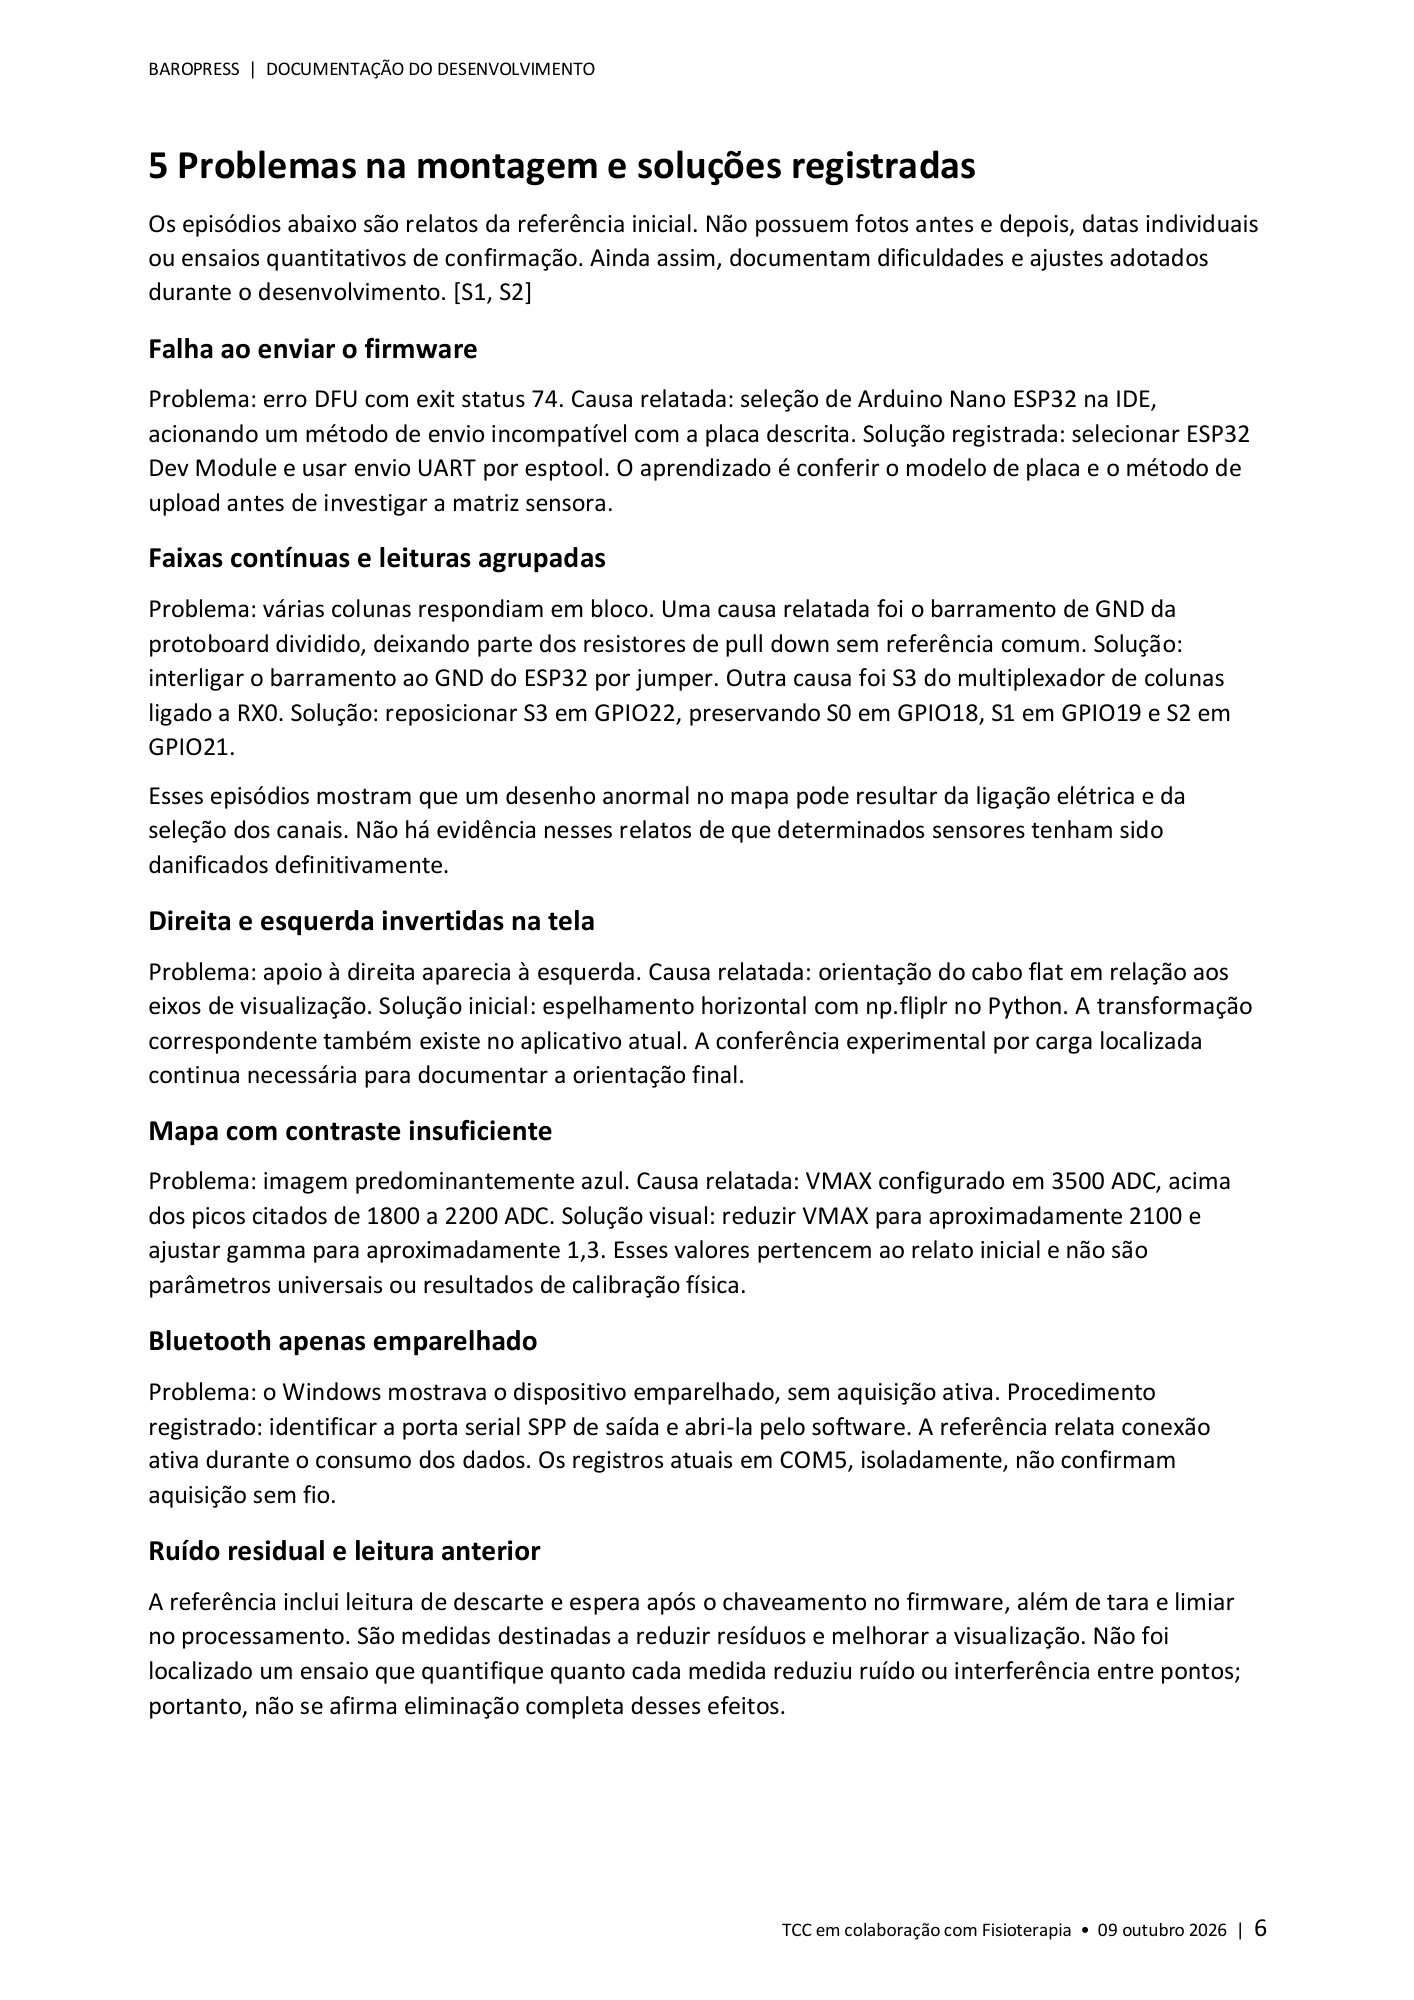 BAROPRESS | DOCUMENTAÇÃO DO DESENVOLVIMENTO
5 Problemas na montagem e soluções registradas
Os episódios abaixo são relatos da referência inicial. Não possuem fotos antes e depois, datas individuais
ou ensaios quantitativos de confirmação. Ainda assim, documentam dificuldades e ajustes adotados
durante o desenvolvimento. [S1, S2]
Falha ao enviar o firmware
Problema: erro DFU com exit status 74. Causa relatada: seleção de Arduino Nano ESP32 na IDE,
acionando um método de envio incompatível com a placa descrita. Solução registrada: selecionar ESP32
Dev Module e usar envio UART por esptool. O aprendizado é conferir o modelo de placa e o método de
upload antes de investigar a matriz sensora.
Faixas contínuas e leituras agrupadas
Problema: várias colunas respondiam em bloco. Uma causa relatada foi o barramento de GND da
protoboard dividido, deixando parte dos resistores de pull down sem referência comum. Solução:
interligar o barramento ao GND do ESP32 por jumper. Outra causa foi S3 do multiplexador de colunas
ligado a RX0. Solução: reposicionar S3 em GPIO22, preservando S0 em GPIO18, S1 em GPIO19 e S2 em
GPIO21.
Esses episódios mostram que um desenho anormal no mapa pode resultar da ligação elétrica e da
seleção dos canais. Não há evidência nesses relatos de que determinados sensores tenham sido
danificados definitivamente.
Direita e esquerda invertidas na tela
Problema: apoio à direita aparecia à esquerda. Causa relatada: orientação do cabo flat em relação aos
eixos de visualização. Solução inicial: espelhamento horizontal com np.fliplr no Python. A transformação
correspondente também existe no aplicativo atual. A conferência experimental por carga localizada
continua necessária para documentar a orientação final.
Mapa com contraste insuficiente
Problema: imagem predominantemente azul. Causa relatada: VMAX configurado em 3500 ADC, acima
dos picos citados de 1800 a 2200 ADC. Solução visual: reduzir VMAX para aproximadamente 2100 e
ajustar gamma para aproximadamente 1,3. Esses valores pertencem ao relato inicial e não são
parâmetros universais ou resultados de calibração física.
Bluetooth apenas emparelhado
Problema: o Windows mostrava o dispositivo emparelhado, sem aquisição ativa. Procedimento
registrado: identificar a porta serial SPP de saída e abri-la pelo software. A referência relata conexão
ativa durante o consumo dos dados. Os registros atuais em COM5, isoladamente, não confirmam
aquisição sem fio.
Ruído residual e leitura anterior
A referência inclui leitura de descarte e espera após o chaveamento no firmware, além de tara e limiar
no processamento. São medidas destinadas a reduzir resíduos e melhorar a visualização. Não foi
localizado um ensaio que quantifique quanto cada medida reduziu ruído ou interferência entre pontos;
portanto, não se afirma eliminação completa desses efeitos.
TCC em colaboração com Fisioterapia • 09 outubro 2026 | 6